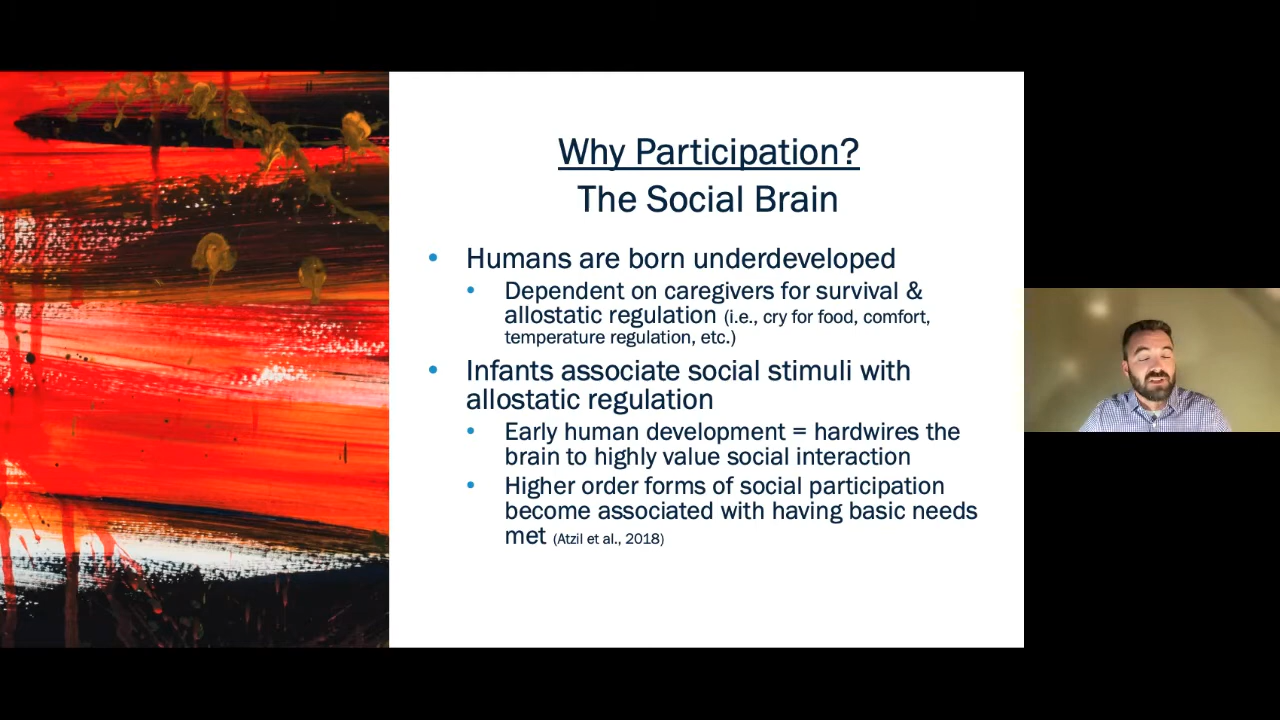 Why Participation?
The Social Brain
• Humans are born underdeveloped
• Dependent on caregivers for survival &
allostatic regulation (i.e., cry for food, comfort,
temperature regulation, etc.)
• Infants associate social stimuli with
allostatic regulation
• Early human development = hardwires the
brain to highly value social interaction
• Higher order forms of social participation
become associated with having basic needs
met (Atzil et al., 2018)